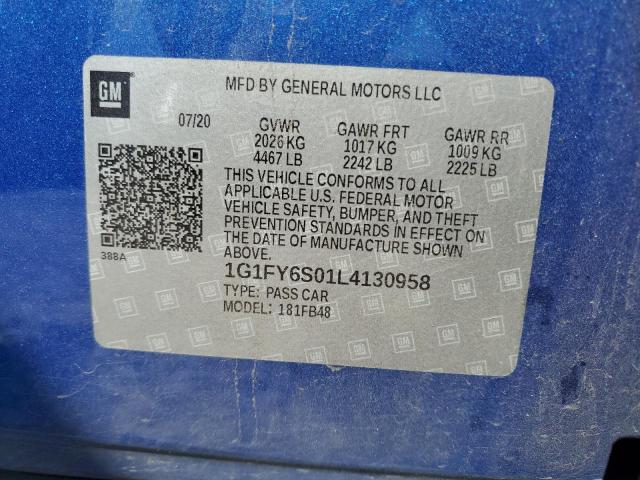 GM
MFD BY GENERAL MOTORS LLC
07/20 GVWR GAWR FRT GAWR RR
2026 KG 1017 KG 1009 KG
4467 LB 2242 LB 2225 LB
THIS VEHICLE CONFORMS TO ALL
APPLICABLE U.S. FEDERAL MOTOR
VEHICLE SAFETY, BUMPER, AND THEFT
PREVENTION STANDARDS IN EFFECT ON
THE DATE OF MANUFACTURE SHOWN
ABOVE.
388A
1G1FY6S01L4130958
TYPE: PASS CAR
MODEL: 181FB48